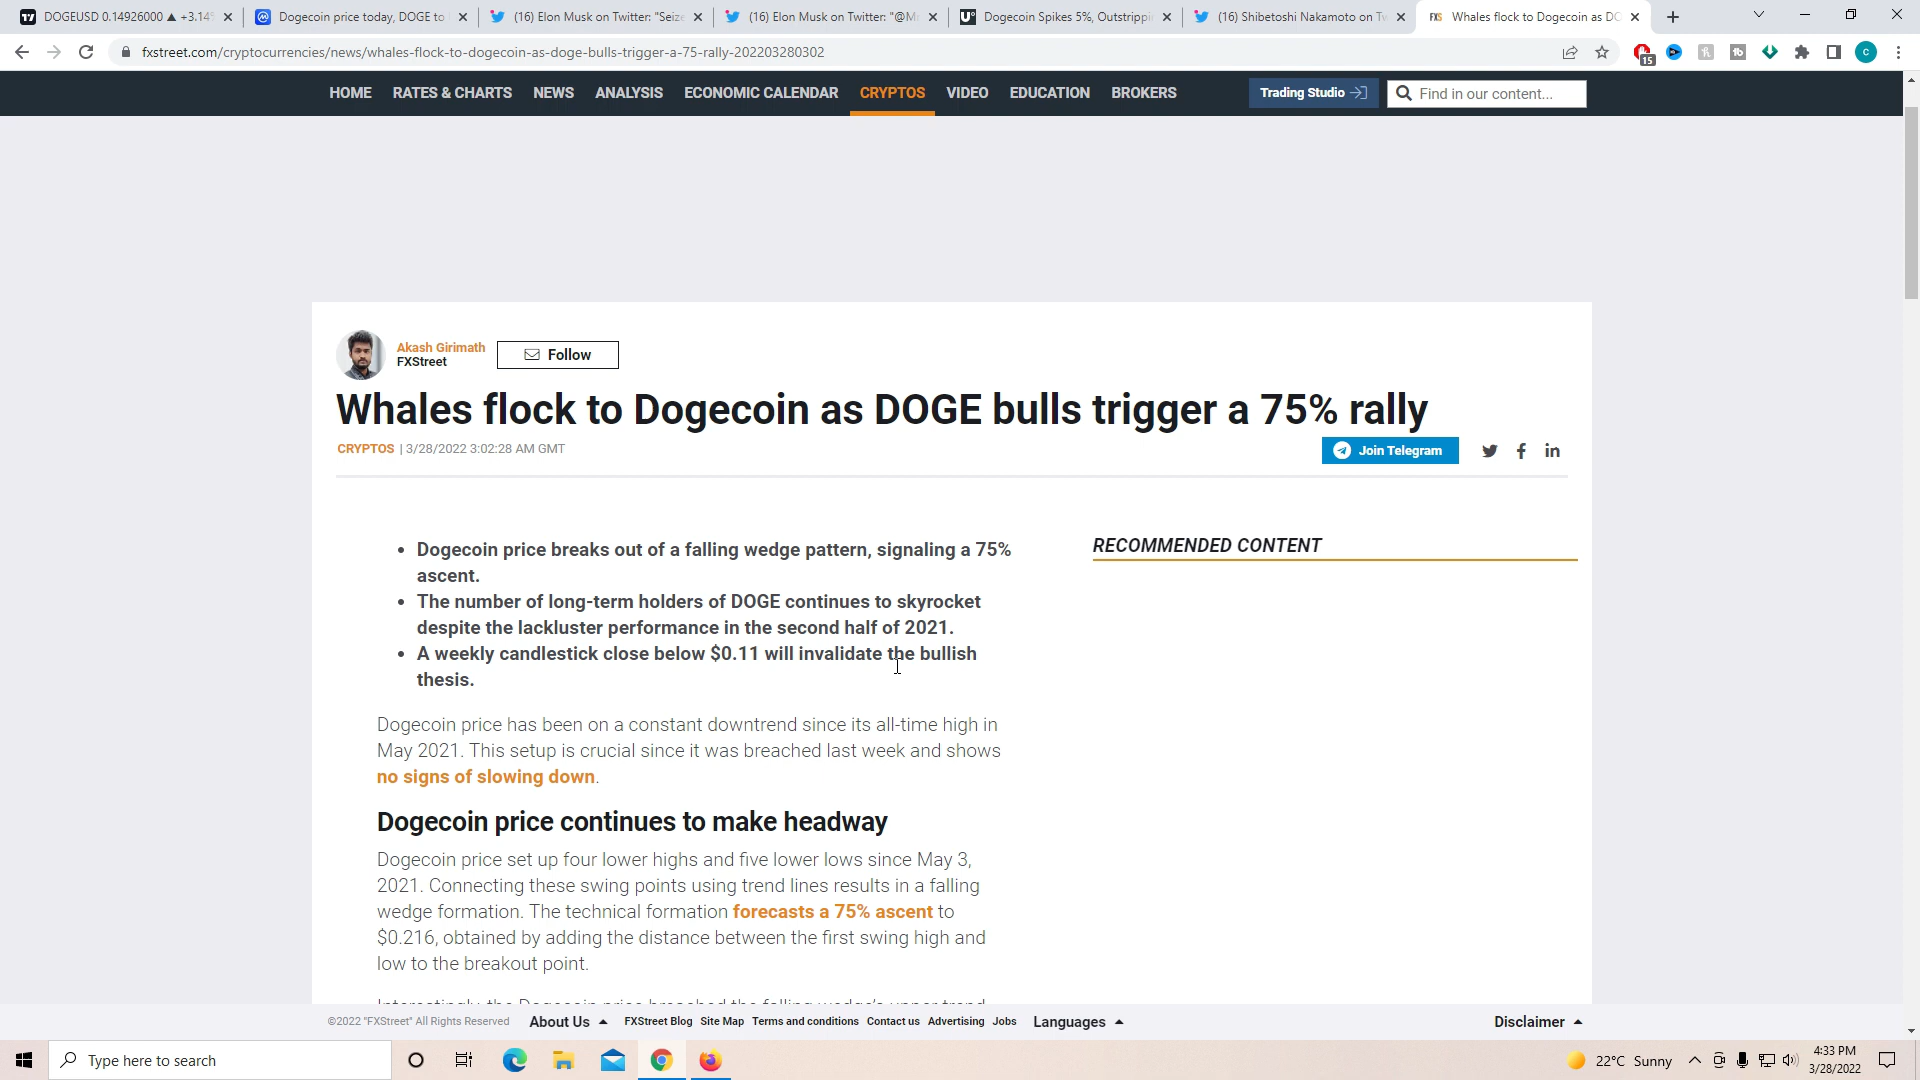 DOGEUSD 0.14926000 ▲ +3.14%
Dogecoin price today, DOGE to
(16) Elon Musk on Twitter: "Seize
(16) Elon Musk on Twitter: "@M
Dogecoin Spikes 5%, Outstrippi
(16) Shibetoshi Nakamoto on Tw
FXS Whales flock to Dogecoin as DO
fxstreet.com/cryptocurrencies/news/whales-flock-to-dogecoin-as-doge-bulls-trigger-a-75-rally-202203280302
15
C
HOME RATES & CHARTS NEWS ANALYSIS ECONOMIC CALENDAR CRYPTOS VIDEO EDUCATION BROKERS Trading Studio Find in our content...
Akash Girimath
FXStreet
Follow
Whales flock to Dogecoin as DOGE bulls trigger a 75% rally
CRYPTOS | 3/28/2022 3:02:28 AM GMT
Join Telegram
• Dogecoin price breaks out of a falling wedge pattern, signaling a 75%
ascent.
• The number of long-term holders of DOGE continues to skyrocket
despite the lackluster performance in the second half of 2021.
• A weekly candlestick close below $0.11 will invalidate the bullish
thesis.
RECOMMENDED CONTENT
Dogecoin price has been on a constant downtrend since its all-time high in
May 2021. This setup is crucial since it was breached last week and shows
no signs of slowing down.
Dogecoin price continues to make headway
Dogecoin price set up four lower highs and five lower lows since May 3,
2021. Connecting these swing points using trend lines results in a falling
wedge formation. The technical formation forecasts a 75% ascent to
$0.216, obtained by adding the distance between the first swing high and
low to the breakout point.
Interestingly, the Dogecoin price breached the falling wedge's upper trend
©2022 "FXStreet" All Rights Reserved About Us FXStreet Blog Site Map Terms and conditions Contact us Advertising Jobs Languages Disclaimer
Type here to search
22°C Sunny
4:33 PM
3/28/2022